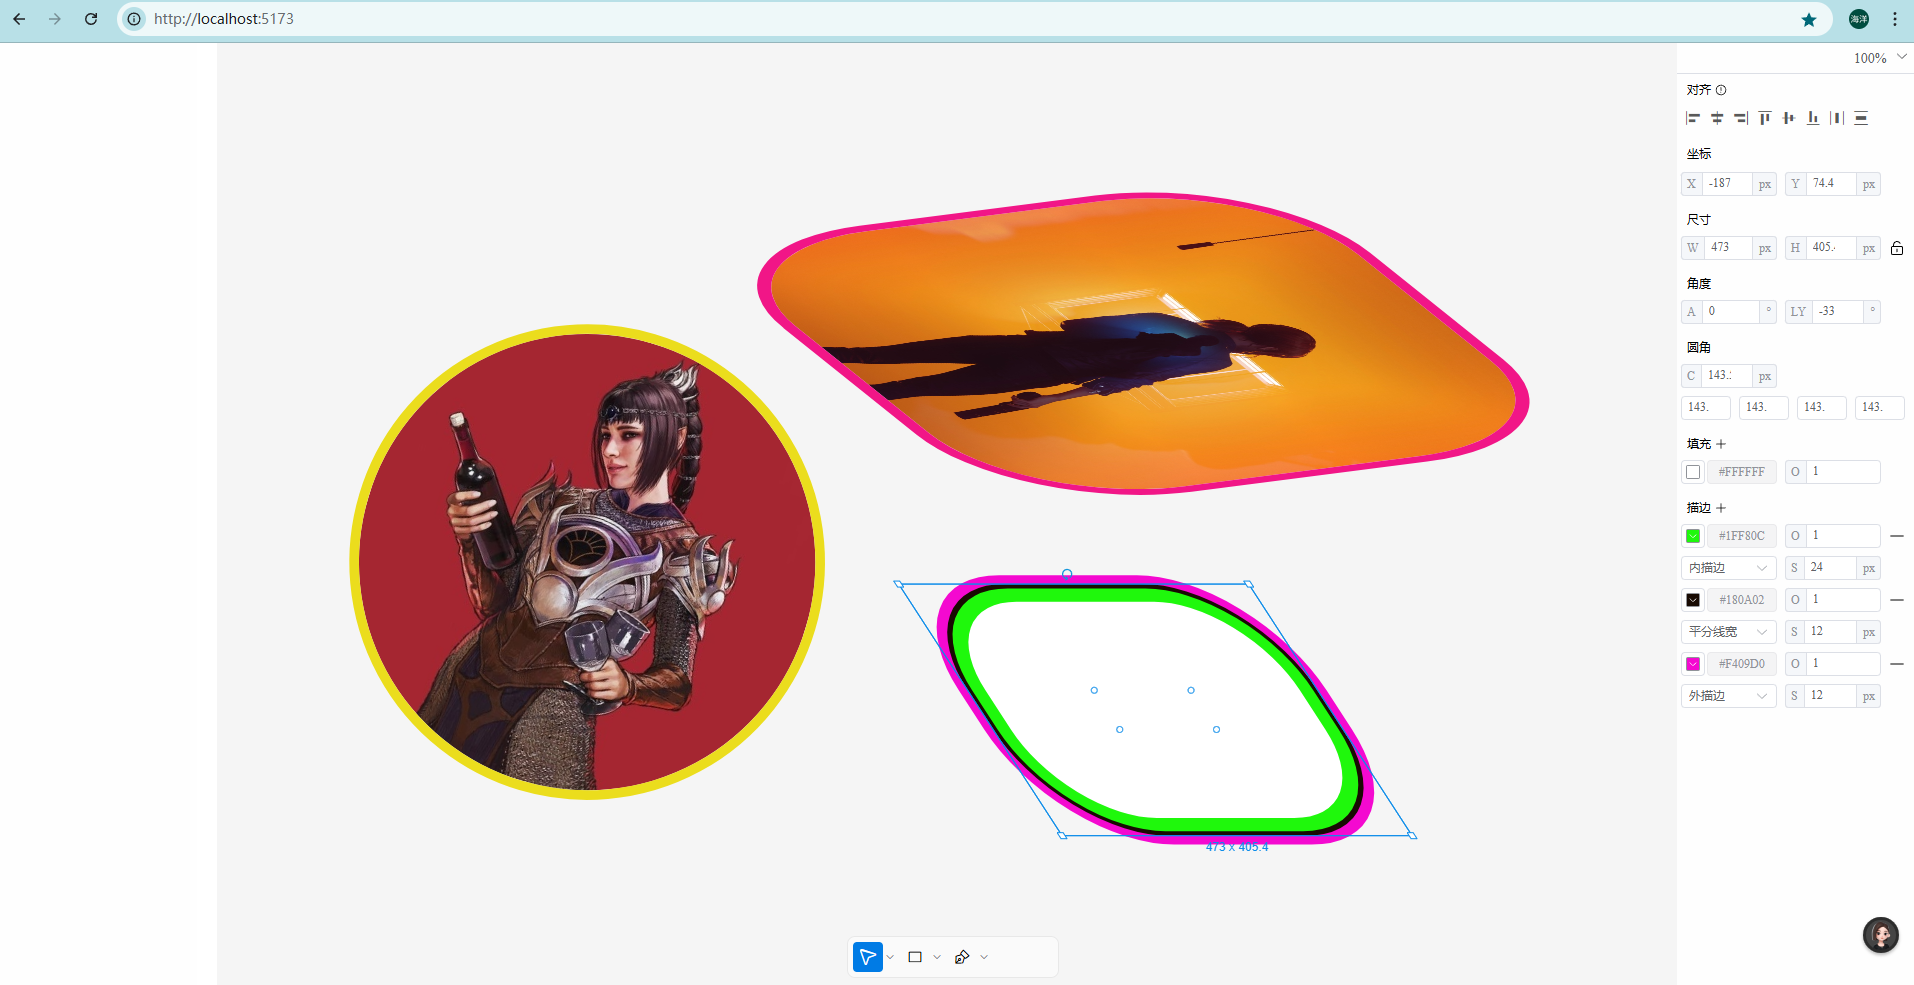 http://localhost:5173
海洋
100%
对齐
坐标
X -187 px Y 74.4 px
尺寸
W 473 px H 405. px
角度
A 0 ° LY -33 °
圆角
C 143.: px
143. 143. 143. 143.
填充
#FFFFFF O 1
描边
#1FF80C O 1
内描边 S 24 px
#180A02 O 1
平分线宽 S 12 px
#F409D0 O 1
外描边 S 12 px
473 x 405.4